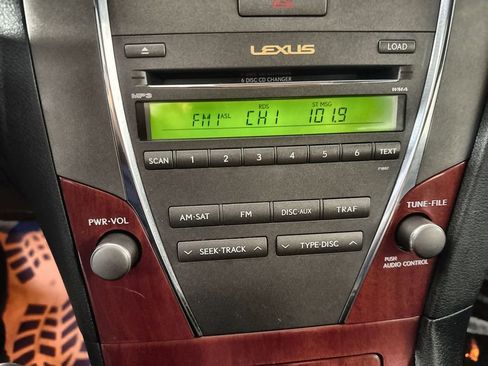 LEXUS
LOAD
6 DISC CD CHANGER
MP3
WMA
RDS ST MSG
FM1 ASL CH1 101.9
SCAN 1 2 3 4 5 6 TEXT
PWR·VOL
TUNE·FILE
AM·SAT FM DISC·AUX TRAF
SEEK·TRACK TYPE·DISC
PUSH
AUDIO CONTROL